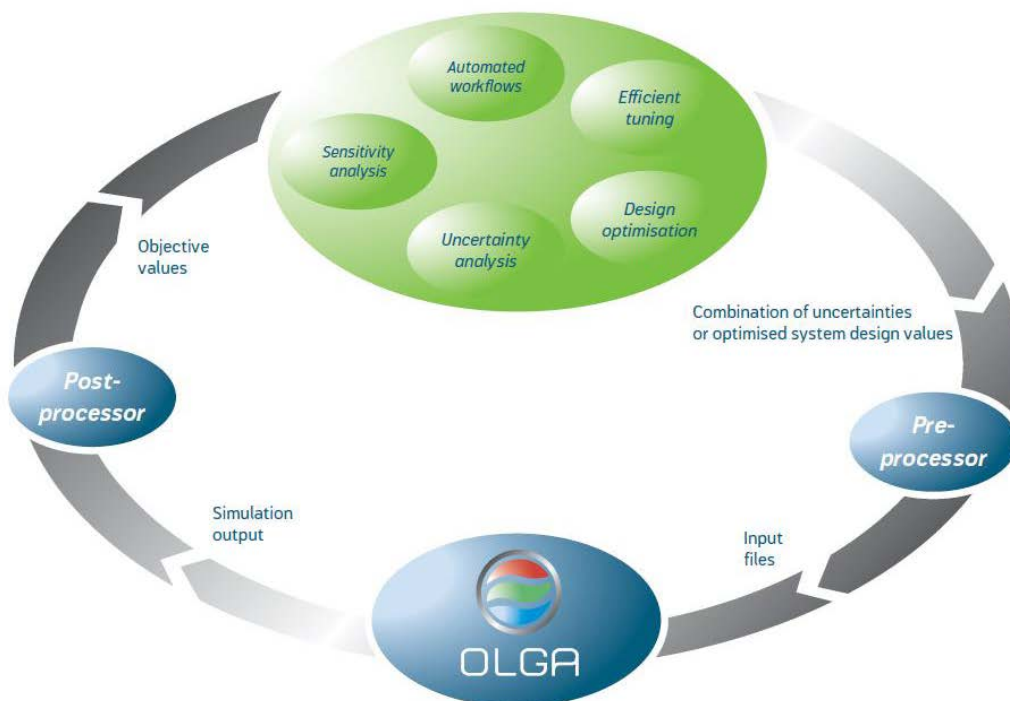 Automated
workflows
Efficient
tuning
Sensitivity
analysis
Design
optimisation
Uncertainty
analysis
Objective
values
Combination of uncertainties
or optimised system design values
Post-
processor
Pre-
processor
Simulation
output
Input
files
OLGA